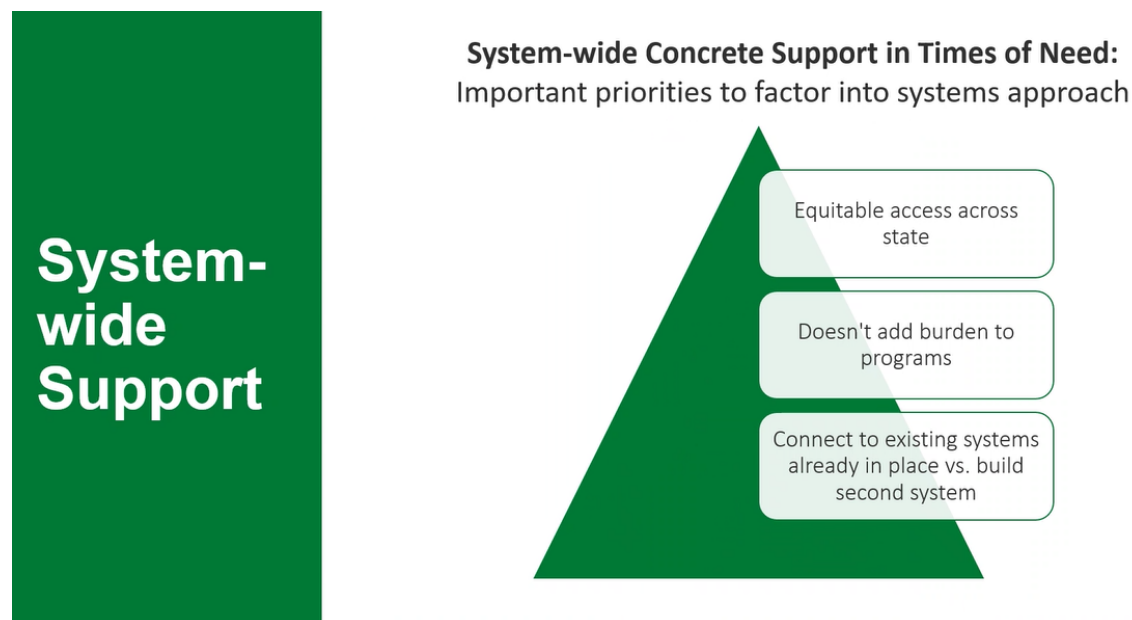 System-
wide
Support
System-wide Concrete Support in Times of Need:
Important priorities to factor into systems approach
Equitable access across
state
Doesn't add burden to
programs
Connect to existing systems
already in place vs. build
second system